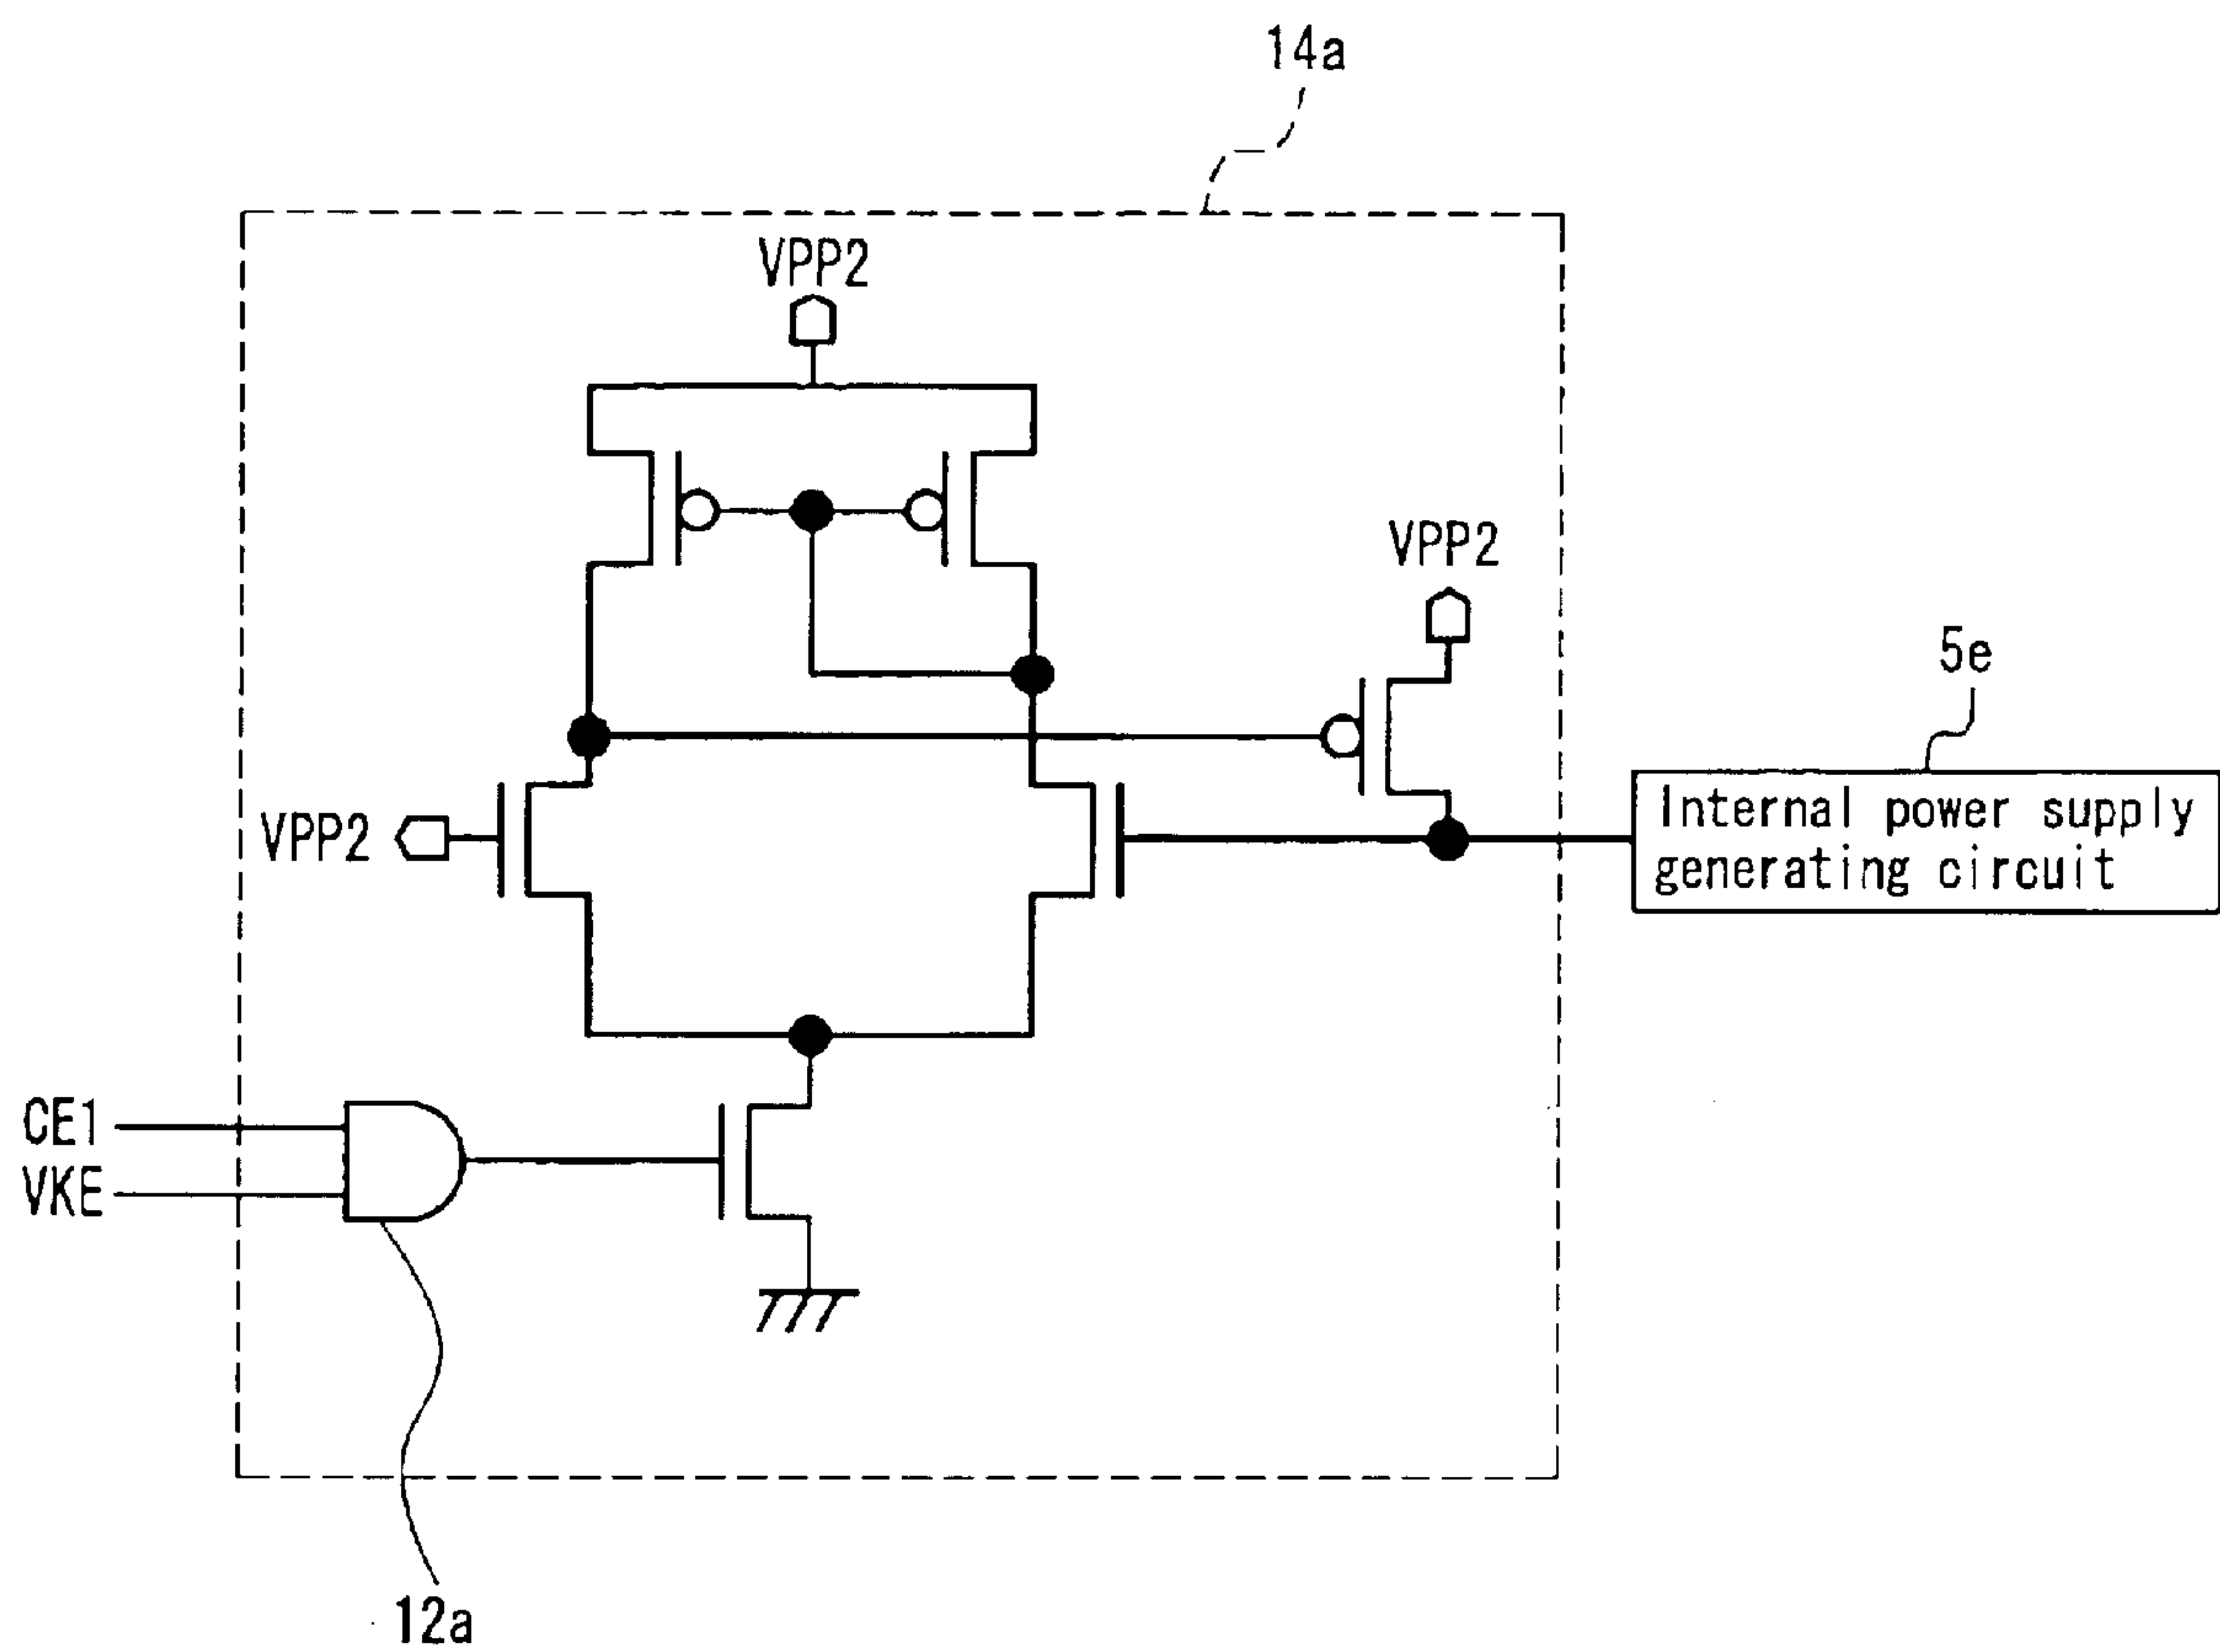 14a
VPP2
VPP2
5e
Internal power supply
generating circuit
VPP2
CE1
VKE
12a